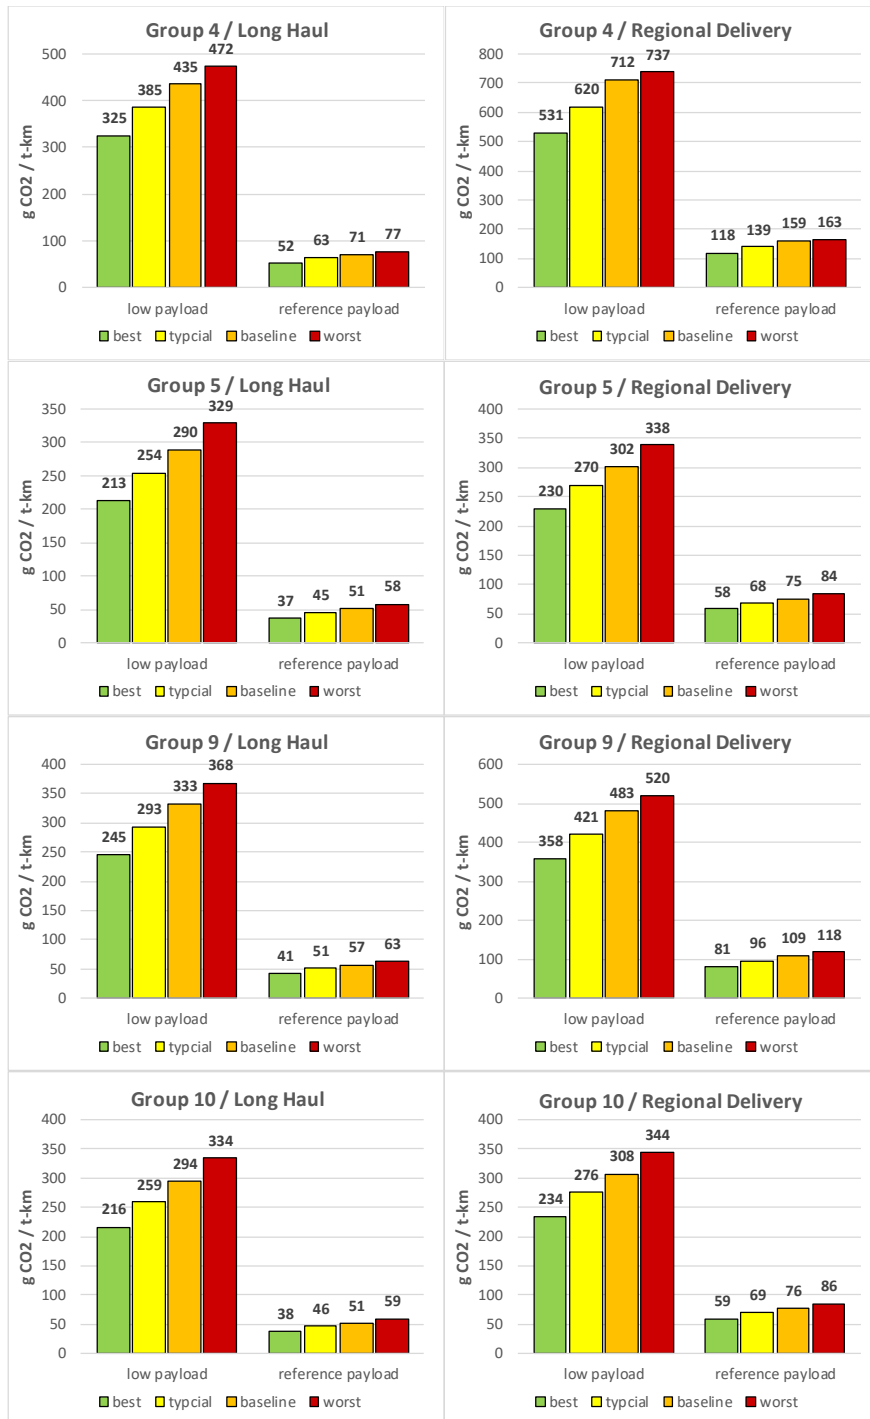 Group 4 / Long Haul
g CO2 / t-km
500
400
300
200
100
0
325
385
435
472
52
63
71
77
low payload
reference payload
best
typcial
baseline
worst
Group 4 / Regional Delivery
g CO2 / t-km
800
700
600
500
400
300
200
100
0
531
620
712
737
118
139
159
163
low payload
reference payload
best
typcial
baseline
worst
Group 5 / Long Haul
g CO2 / t-km
350
300
250
200
150
100
50
0
213
254
290
329
37
45
51
58
low payload
reference payload
best
typcial
baseline
worst
Group 5 / Regional Delivery
g CO2 / t-km
400
350
300
250
200
150
100
50
0
230
270
302
338
58
68
75
84
low payload
reference payload
best
typcial
baseline
worst
Group 9 / Long Haul
g CO2 / t-km
400
350
300
250
200
150
100
50
0
245
293
333
368
41
51
57
63
low payload
reference payload
best
typcial
baseline
worst
Group 9 / Regional Delivery
g CO2 / t-km
600
500
400
300
200
100
0
358
421
483
520
81
96
109
118
low payload
reference payload
best
typcial
baseline
worst
Group 10 / Long Haul
g CO2 / t-km
400
350
300
250
200
150
100
50
0
216
259
294
334
38
46
51
59
low payload
reference payload
best
typcial
baseline
worst
Group 10 / Regional Delivery
g CO2 / t-km
400
350
300
250
200
150
100
50
0
234
276
308
344
59
69
76
86
low payload
reference payload
best
typcial
baseline
worst